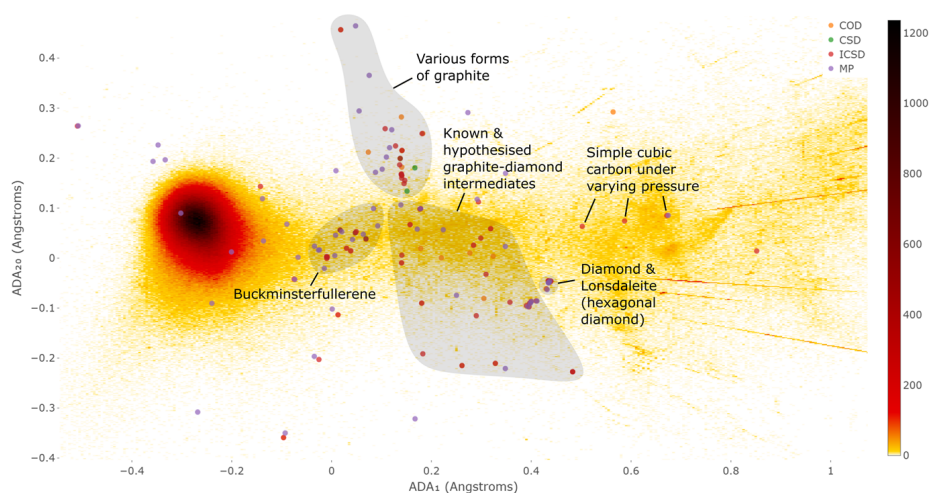 COD
CSD
ICSD
MP
Various forms
of graphite
Known &
hypothesised
graphite-diamond
intermediates
Simple cubic
carbon under
varying pressure
Buckminsterfullerene
Diamond &
Lonsdaleite
(hexagonal
diamond)
ADA₂₀ (Angstroms)
0.4
0.3
0.2
0.1
0
−0.1
−0.2
−0.3
−0.4
−0.4
−0.2
0
0.2
0.4
0.6
0.8
1
ADA₁ (Angstroms)
1200
1000
800
600
400
200
0